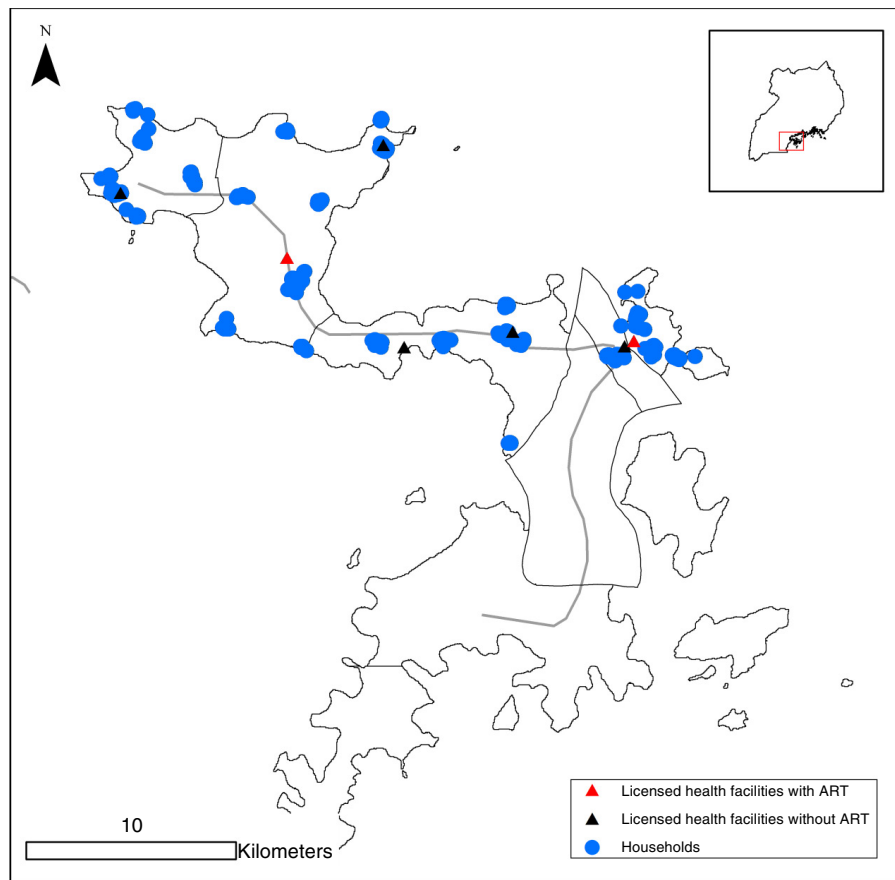 N
Licensed health facilities with ART
Licensed health facilities without ART
Households
10
Kilometers